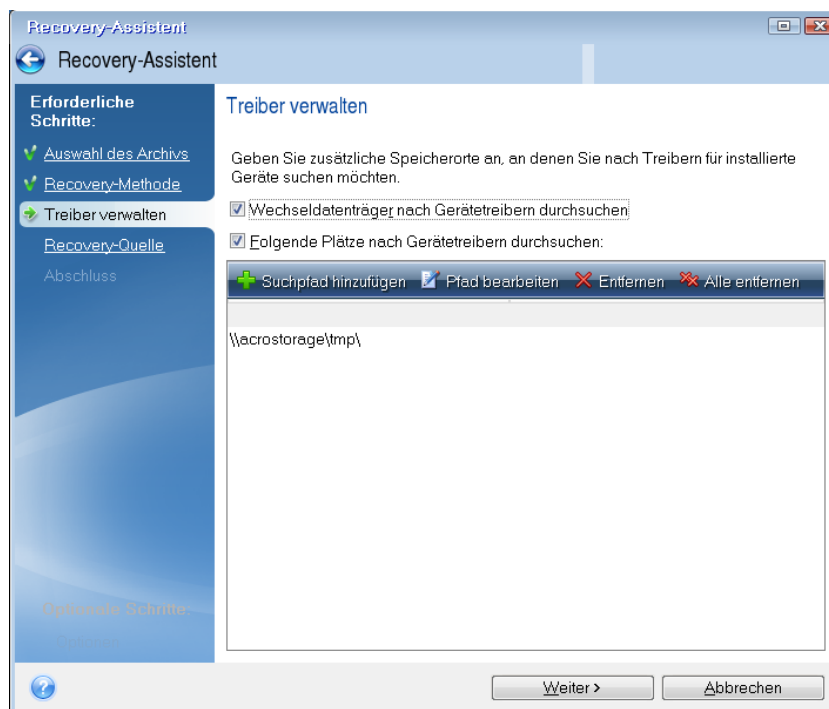 Recovery-Assistent
Recovery-Assistent
Erforderliche
Schritte:
Auswahl des Archivs
Recovery-Methode
Treiber verwalten
Recovery-Quelle
Abschluss
Optionale Schritte:
Treiber verwalten
Geben Sie zusätzliche Speicherorte an, an denen Sie nach Treibern für installierte
Geräte suchen möchten.
Wechseldatenträger nach Gerätetreibern durchsuchen
Folgende Plätze nach Gerätetreibern durchsuchen:
Suchpfad hinzufügen Pfad bearbeiten Entfernen Alle entfernen
\\acrostorage\tmp\
Weiter > Abbrechen